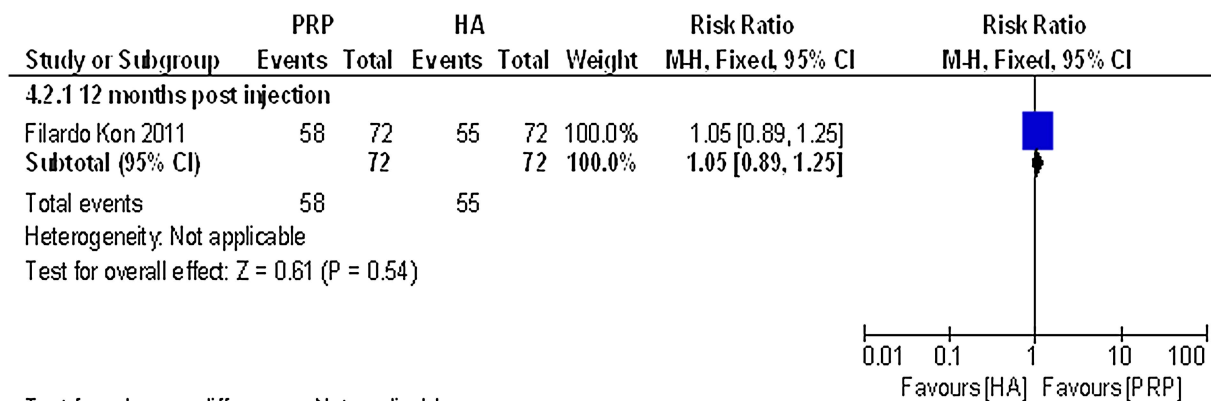 PRP HA Risk Ratio Risk Ratio
Study or Subgroup Events Total Events Total Weight M-H, Fixed, 95% CI M-H, Fixed, 95% CI
4.2.1 12 months post injection
Filardo Kon 2011 58 72 55 72 100.0% 1.05 [0.89, 1.25]
Subtotal (95% CI) 72 72 100.0% 1.05 [0.89, 1.25]
Total events 58 55
Heterogeneity: Not applicable
Test for overall effect: Z = 0.61 (P = 0.54)
0.01 0.1 1 10 100
Favours [HA] Favours [PRP]